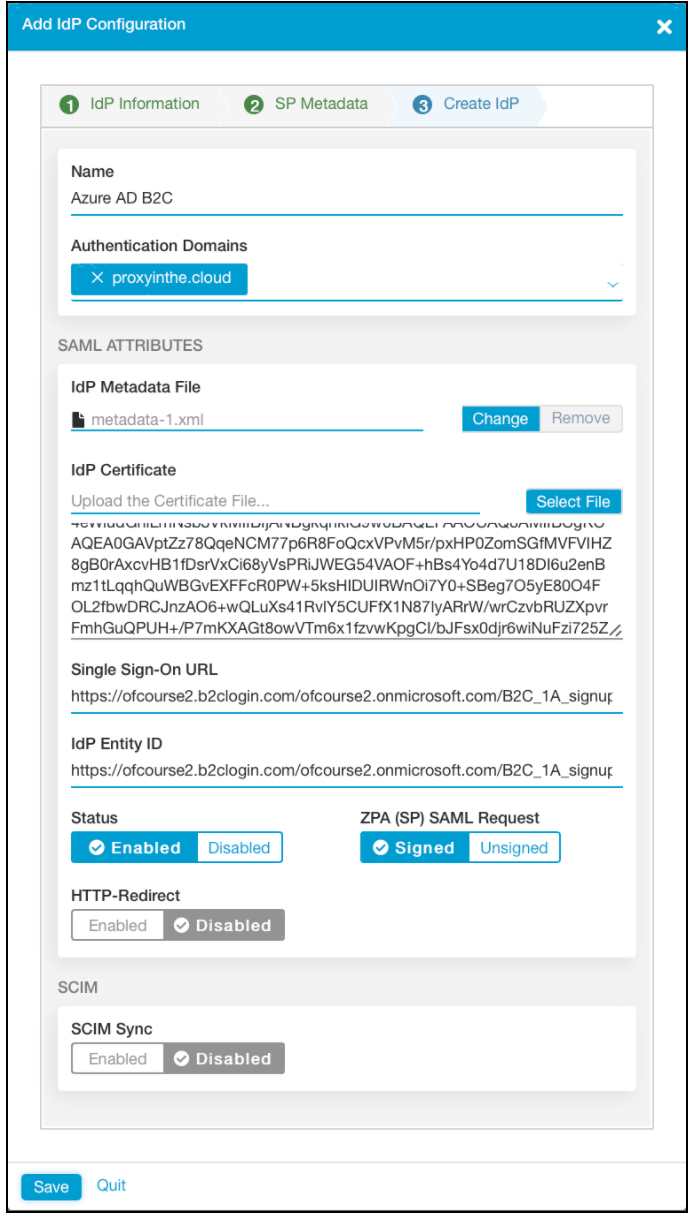 Add IdP Configuration
1 IdP Information 2 SP Metadata 3 Create IdP
Name
Azure AD B2C
Authentication Domains
proxyinthe.cloud
SAML ATTRIBUTES
IdP Metadata File
metadata-1.xml Change Remove
IdP Certificate
Upload the Certificate File... Select File
AQEA0GAVptZz78QqeNCM77p6R8FoQcxVPvM5r/pxHP0ZomSGfMVFVIHZ
8gB0rAxcvHB1fDsrVxCi68yVsPRiJWEG54VAOF+hBs4Yo4d7U18DI6u2enB
mz1tLqqhQuWBGvEXFFcR0PW+5ksHIDUIRWnOi7Y0+SBeg7O5yE80O4F
OL2fbwDRCJnzAO6+wQLuXs41RvlY5CUFfX1N87lyARrW/wrCzvbRUZXpvr
FmhGuQPUH+/P7mKXAGt8owVTm6x1fzvwKpgCl/bJFsx0djr6wiNuFzi725Z
Single Sign-On URL
https://ofcourse2.b2clogin.com/ofcourse2.onmicrosoft.com/B2C_1A_signup
IdP Entity ID
https://ofcourse2.b2clogin.com/ofcourse2.onmicrosoft.com/B2C_1A_signup
Status ZPA (SP) SAML Request
Enabled Disabled Signed Unsigned
HTTP-Redirect
Enabled Disabled
SCIM
SCIM Sync
Enabled Disabled
Save Quit